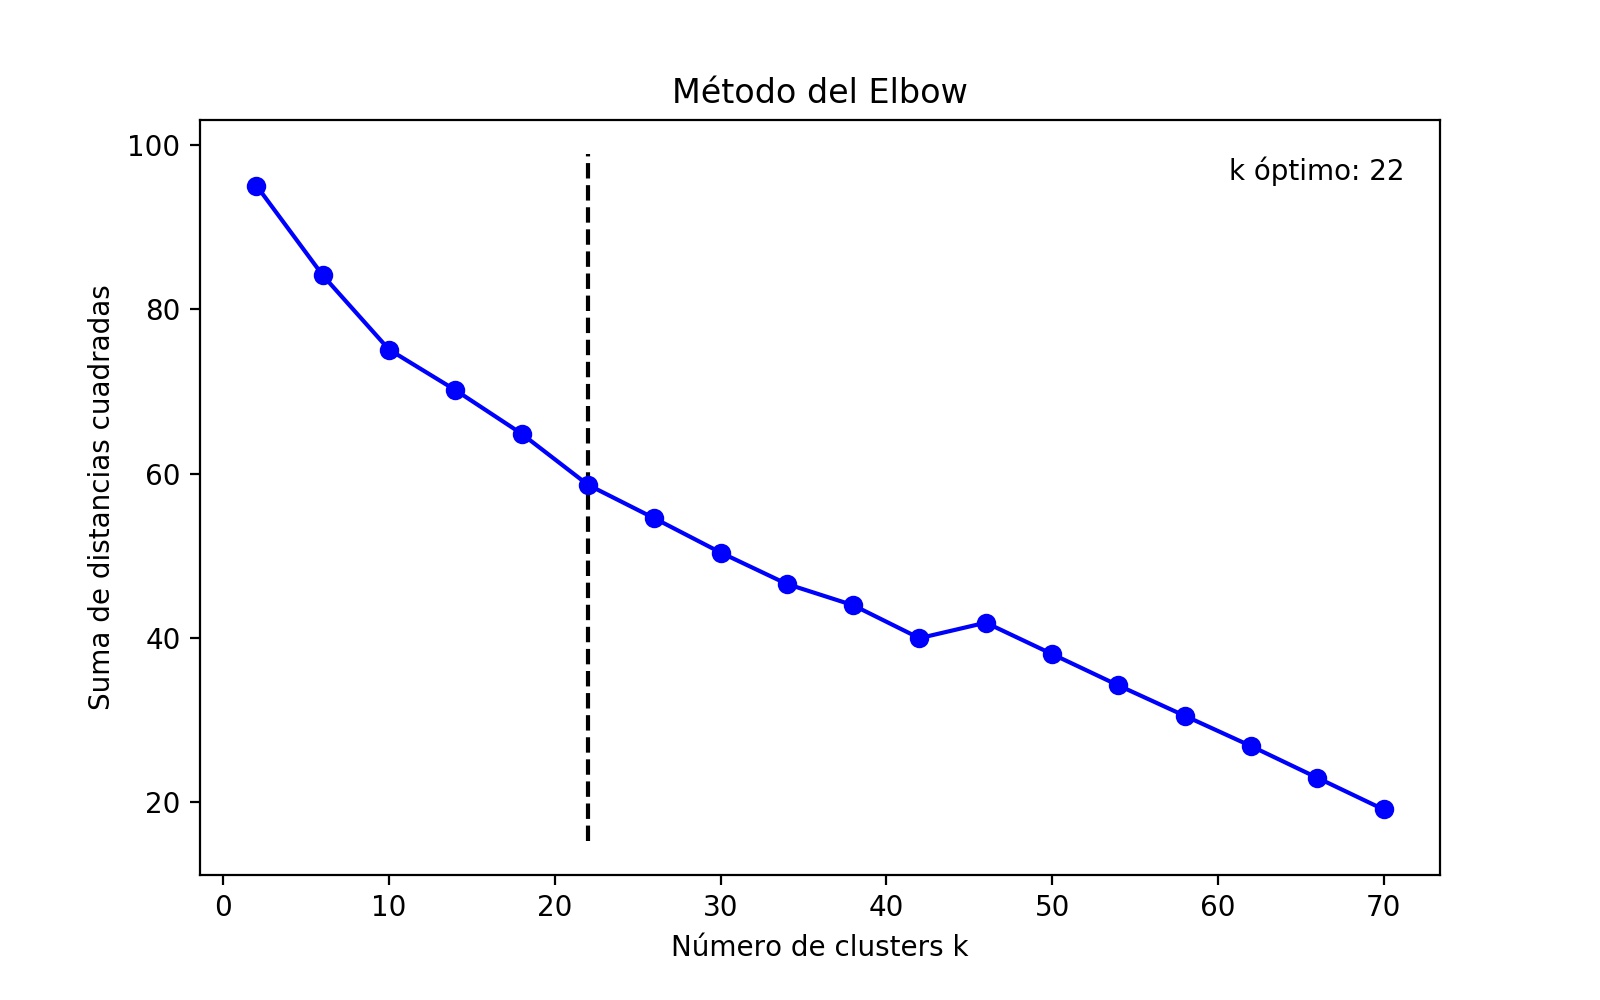 Método del Elbow
k óptimo: 22
Suma de distancias cuadradas
100
80
60
40
20
0 10 20 30 40 50 60 70
Número de clusters k